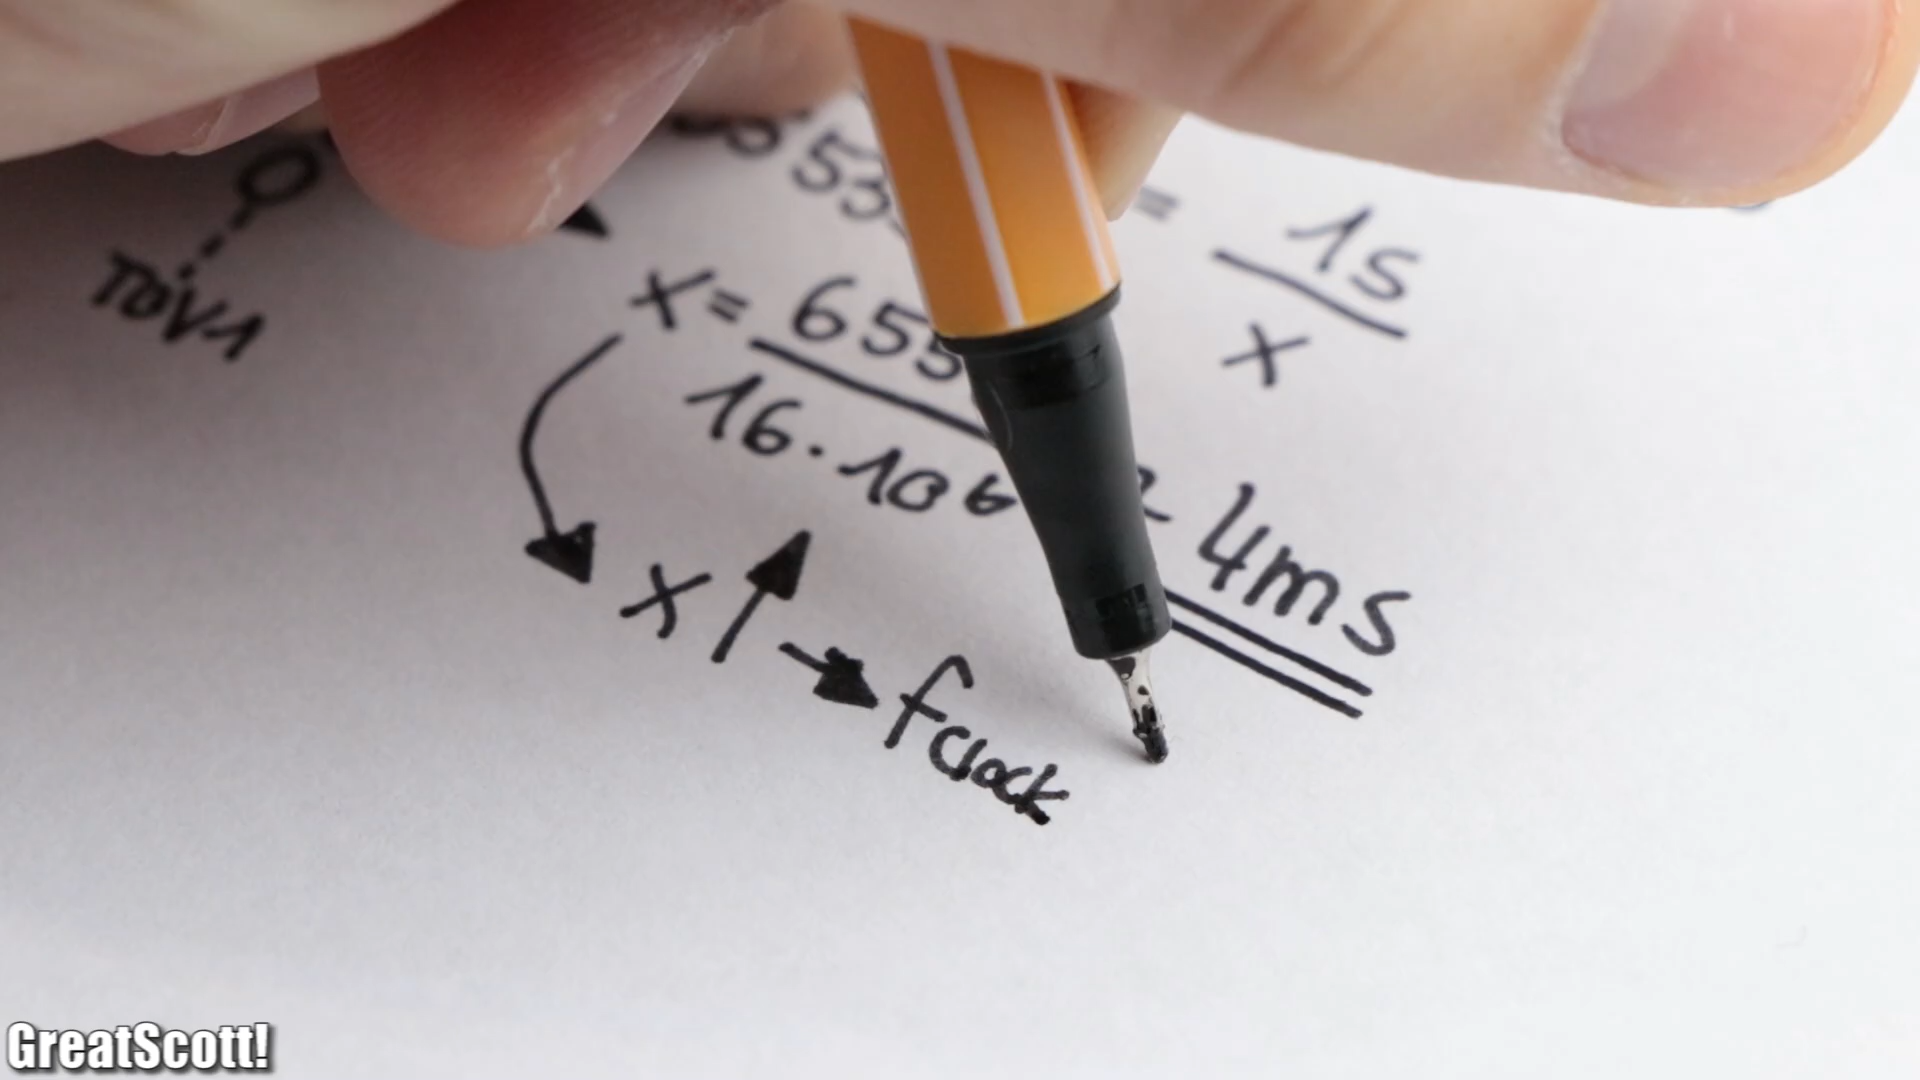 = 1s
TOV1
x
x = 655
16 · 10⁶
4ms
x ↑ → fclock
GreatScott!